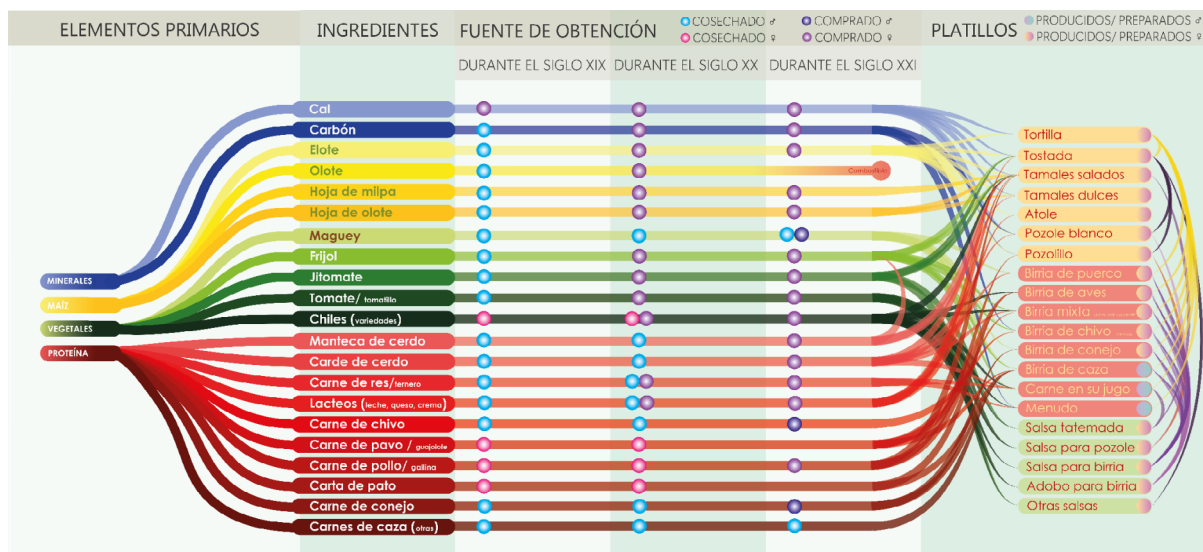 ELEMENTOS PRIMARIOS
INGREDIENTES
FUENTE DE OBTENCIÓN
COSECHADO ♂
COMPRADO ♂
COSECHADO ♀
COMPRADO ♀
PLATILLOS
PRODUCIDOS/ PREPARADOS ♂
PRODUCIDOS/ PREPARADOS ♀
DURANTE EL SIGLO XIX
DURANTE EL SIGLO XX
DURANTE EL SIGLO XXI
MINERALES
MAÍZ
VEGETALES
PROTEÍNA
Cal
Carbón
Elote
Olote
Hoja de milpa
Hoja de olote
Maguey
Frijol
Jitomate
Tomate/ tomatillo
Chiles (variedades)
Manteca de cerdo
Carde de cerdo
Carne de res/ternero
Lacteos (leche, queso, crema)
Carne de chivo
Carne de pavo / guajolote
Carne de pollo/ gallina
Carta de pato
Carne de conejo
Carnes de caza (otras)
Combustible
Tortilla
Tostada
Tamales salados
Tamales dulces
Atole
Pozole blanco
Pozolillo
Birria de puerco
Birria de aves
Birria mixta
Birria de chivo
Birria de conejo
Birria de caza
Carne en su jugo
Menudo
Salsa tatemada
Salsa para pozole
Salsa para birria
Adobo para birria
Otras salsas